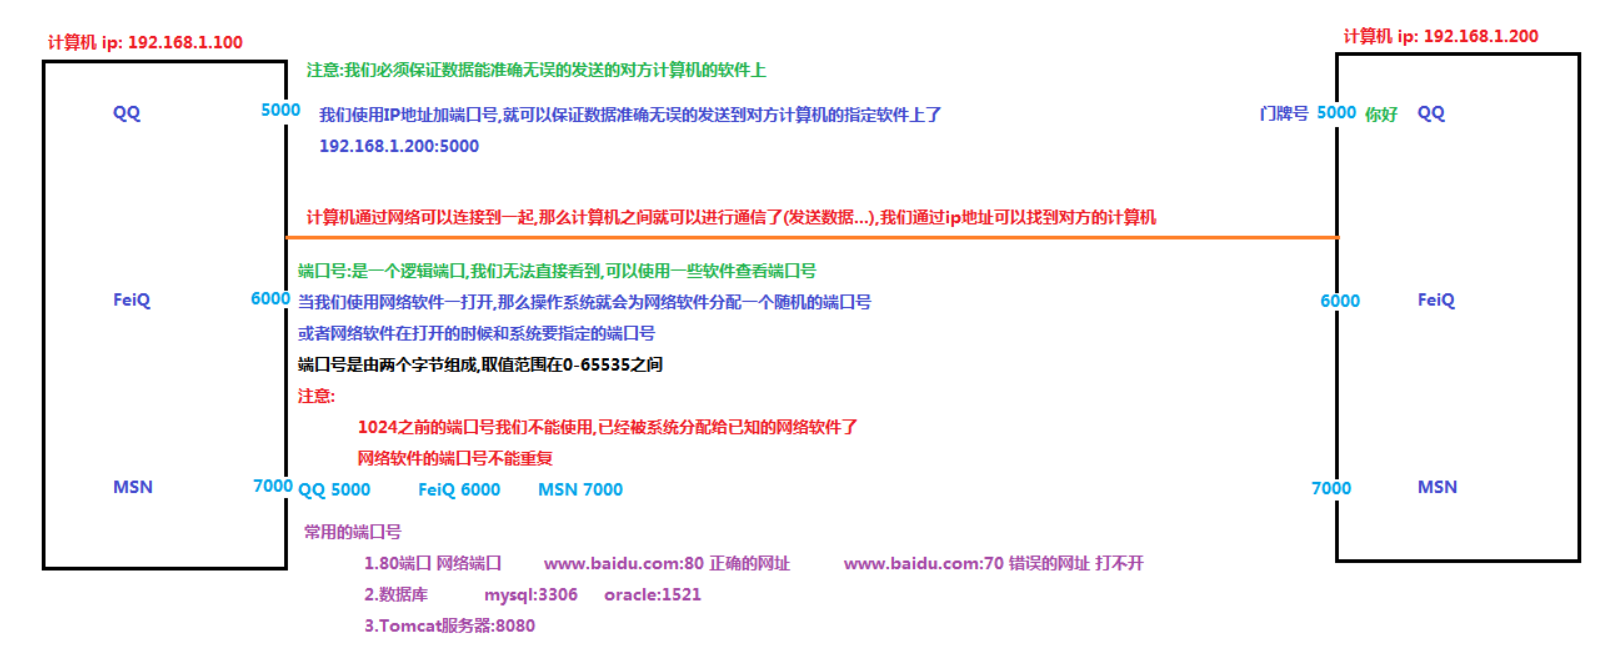 计算机 ip: 192.168.1.100
计算机 ip: 192.168.1.200
注意:我们必须保证数据能准确无误的发送的对方计算机的软件上
QQ
5000
我们使用IP地址加端口号,就可以保证数据准确无误的发送到对方计算机的指定软件上了
门牌号 5000 你好
QQ
192.168.1.200:5000
计算机通过网络可以连接到一起,那么计算机之间就可以进行通信了(发送数据...),我们通过ip地址可以找到对方的计算机
端口号:是一个逻辑端口,我们无法直接看到,可以使用一些软件查看端口号
FeiQ
6000
当我们使用网络软件一打开,那么操作系统就会为网络软件分配一个随机的端口号
6000
FeiQ
或者网络软件在打开的时候和系统要指定的端口号
端口号是由两个字节组成,取值范围在0-65535之间
注意:
1024之前的端口号我们不能使用,已经被系统分配给已知的网络软件了
网络软件的端口号不能重复
MSN
7000
QQ 5000 FeiQ 6000 MSN 7000
7000
MSN
常用的端口号
1.80端口 网络端口 www.baidu.com:80 正确的网址 www.baidu.com:70 错误的网址 打不开
2.数据库 mysql:3306 oracle:1521
3.Tomcat服务器:8080